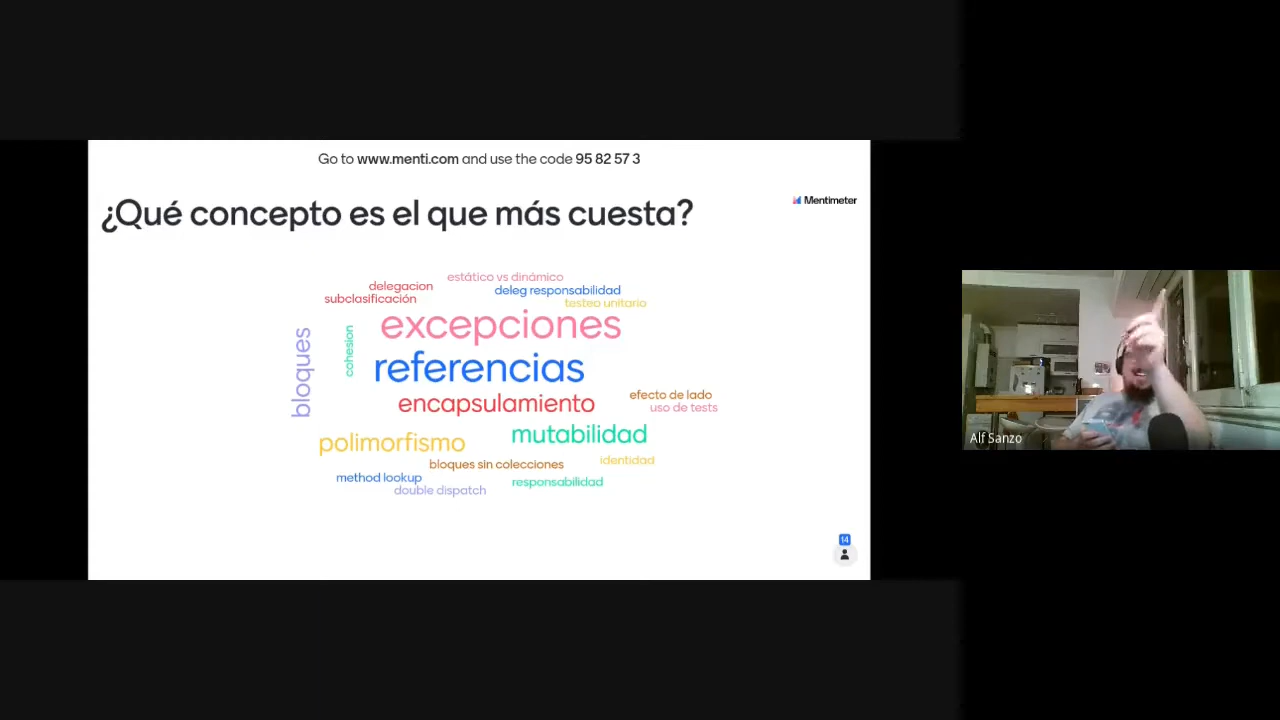 Go to www.menti.com and use the code 95 82 57 3
¿Qué concepto es el que más cuesta?
Mentimeter
estático vs dinámico
delegacion
deleg responsabilidad
subclasificación
testeo unitario
excepciones
bloques
cohesion
referencias
encapsulamiento
efecto de lado
uso de tests
polimorfismo
mutabilidad
bloques sin colecciones
identidad
method lookup
responsabilidad
double dispatch
14
Alf Sanzo